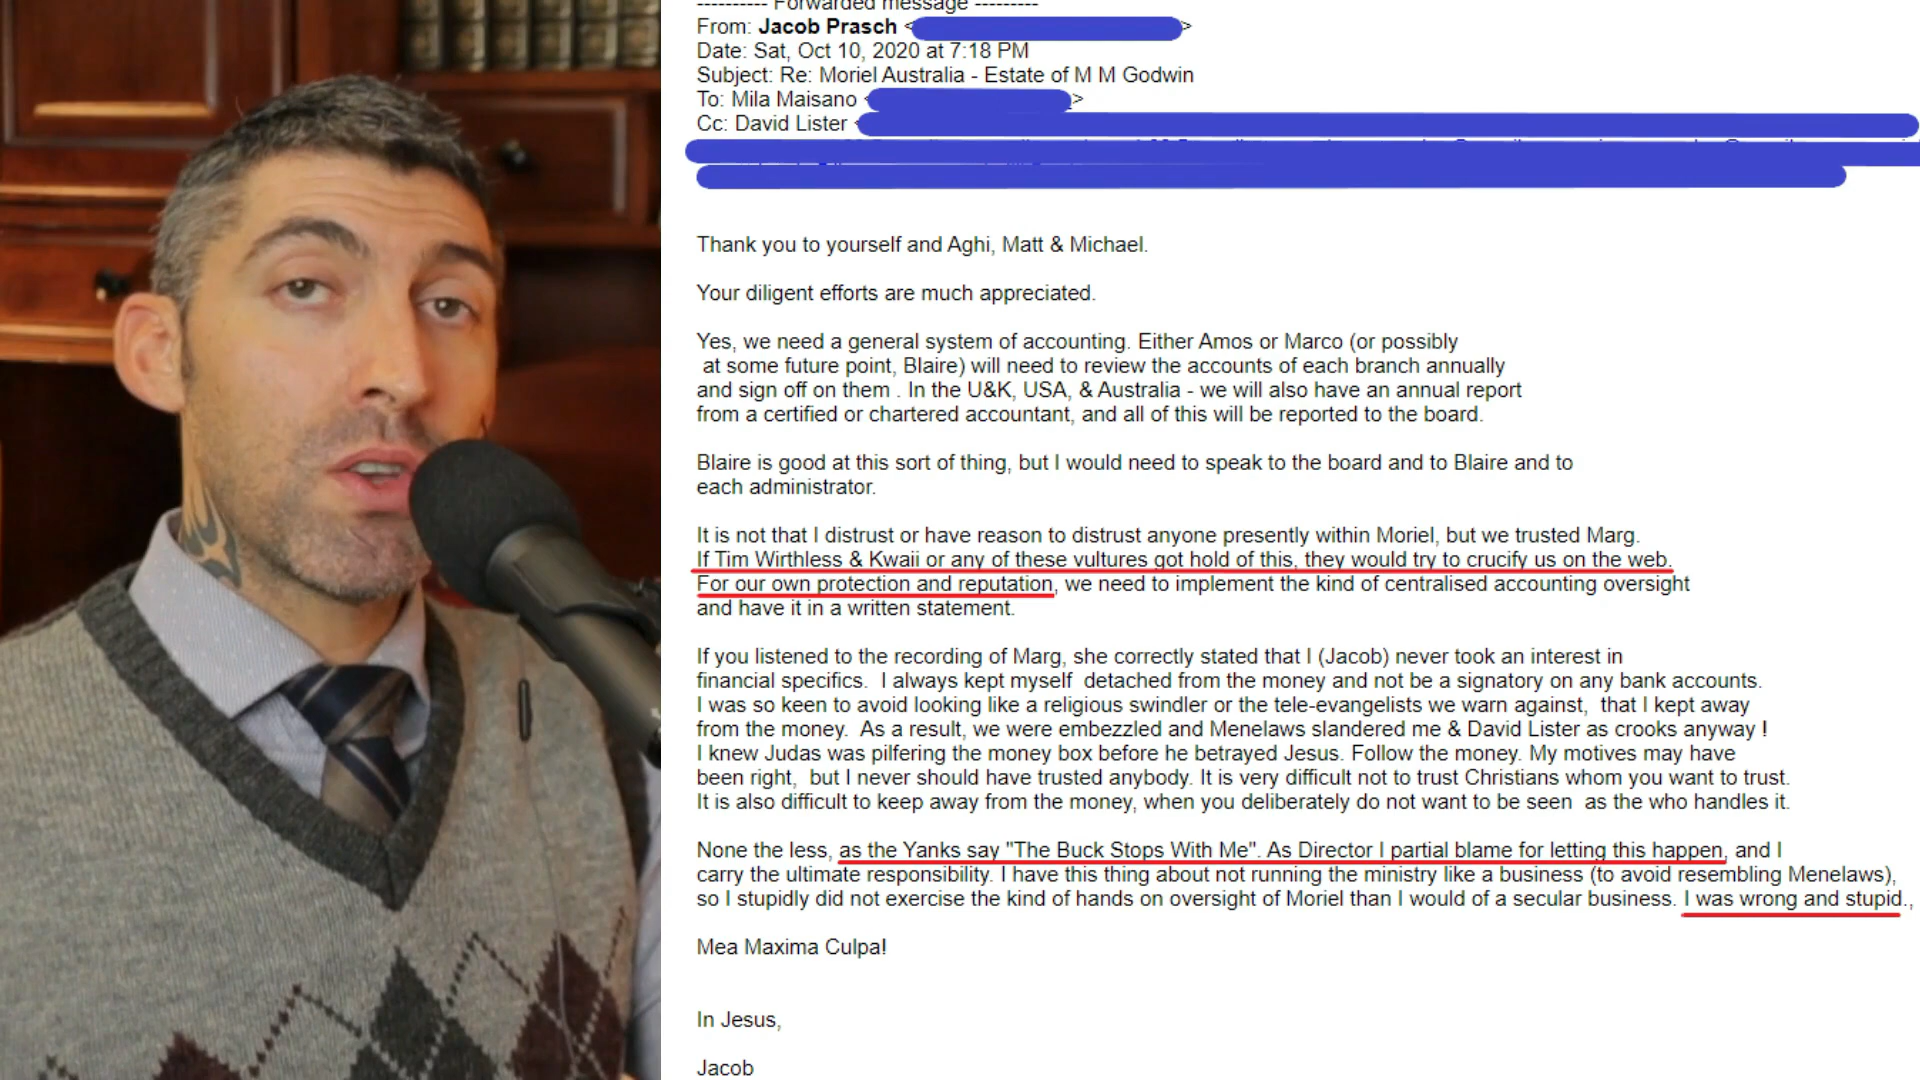 ---------- Forwarded message ---------
From: Jacob Prasch < >
Date: Sat, Oct 10, 2020 at 7:18 PM
Subject: Re: Moriel Australia - Estate of M M Godwin
To: Mila Maisano < >
Cc: David Lister <
Thank you to yourself and Aghi, Matt & Michael.
Your diligent efforts are much appreciated.
Yes, we need a general system of accounting. Either Amos or Marco (or possibly
at some future point, Blaire) will need to review the accounts of each branch annually
and sign off on them . In the U&K, USA, & Australia - we will also have an annual report
from a certified or chartered accountant, and all of this will be reported to the board.
Blaire is good at this sort of thing, but I would need to speak to the board and to Blaire and to
each administrator.
It is not that I distrust or have reason to distrust anyone presently within Moriel, but we trusted Marg.
If Tim Wirthless & Kwaii or any of these vultures got hold of this, they would try to crucify us on the web.
For our own protection and reputation, we need to implement the kind of centralised accounting oversight
and have it in a written statement.
If you listened to the recording of Marg, she correctly stated that I (Jacob) never took an interest in
financial specifics.  I always kept myself  detached from the money and not be a signatory on any bank accounts.
I was so keen to avoid looking like a religious swindler or the tele-evangelists we warn against,  that I kept away
from the money.  As a result, we were embezzled and Menelaws slandered me & David Lister as crooks anyway !
I knew Judas was pilfering the money box before he betrayed Jesus. Follow the money. My motives may have
been right,  but I never should have trusted anybody. It is very difficult not to trust Christians whom you want to trust.
It is also difficult to keep away from the money, when you deliberately do not want to be seen  as the who handles it.
None the less, as the Yanks say "The Buck Stops With Me". As Director I partial blame for letting this happen, and I
carry the ultimate responsibility. I have this thing about not running the ministry like a business (to avoid resembling Menelaws),
so I stupidly did not exercise the kind of hands on oversight of Moriel than I would of a secular business. I was wrong and stupid.,
Mea Maxima Culpa!
In Jesus,
Jacob